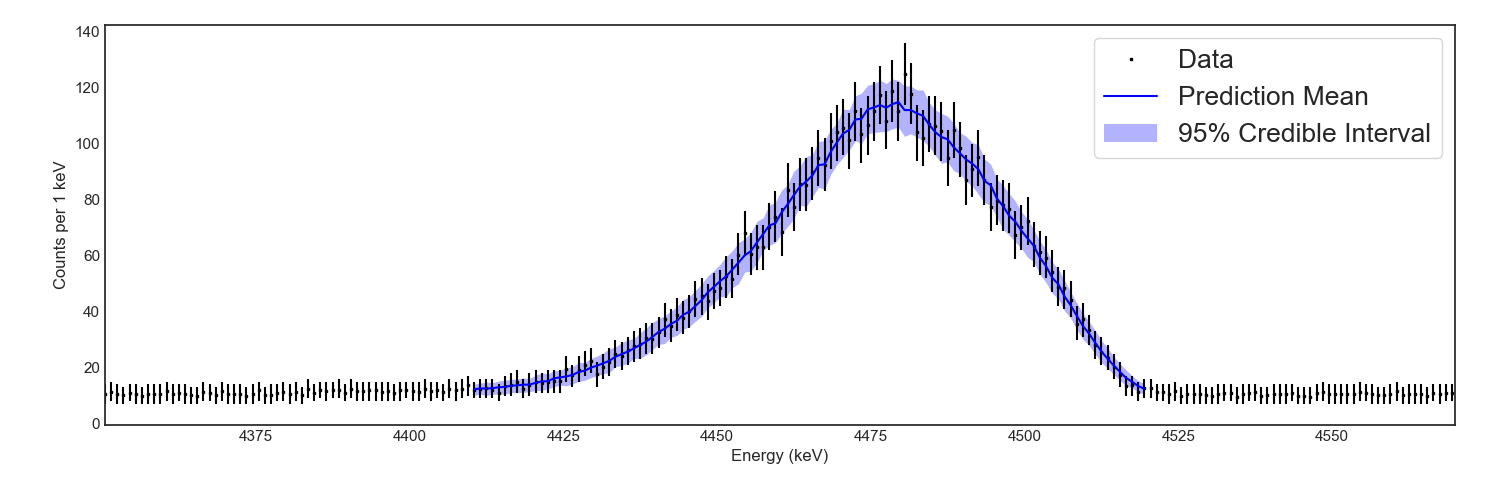 140
120
100
80
60
40
20
0
Counts per 1 keV
Data
Prediction Mean
95% Credible Interval
4375 4400 4425 4450 4475 4500 4525 4550
Energy (keV)